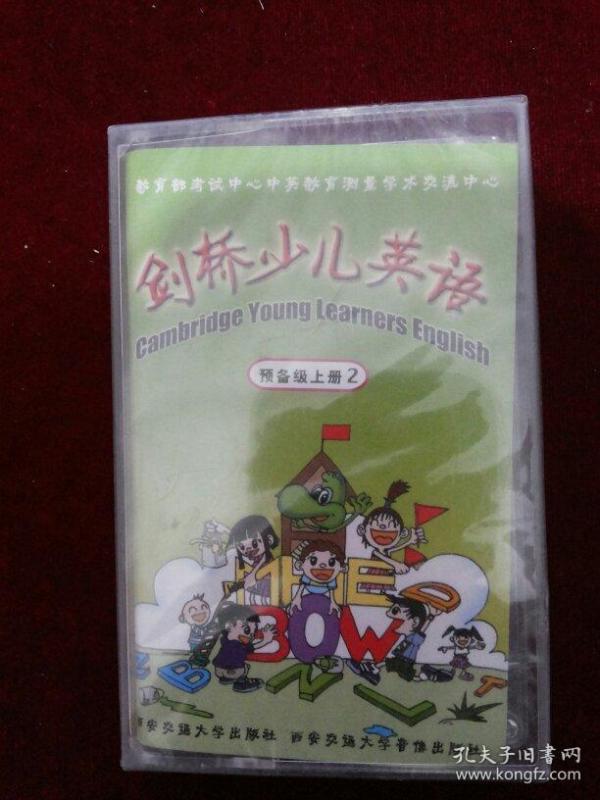 教育部考试中心中英教育测量学术交流中心
剑桥少儿英语
Cambridge Young Learners English
预备级上册2
HE
D
BOW
Z B N L T
西安交通大学出版社 西安交通大学音像出版社
孔夫子旧书网
www.kongfz.com